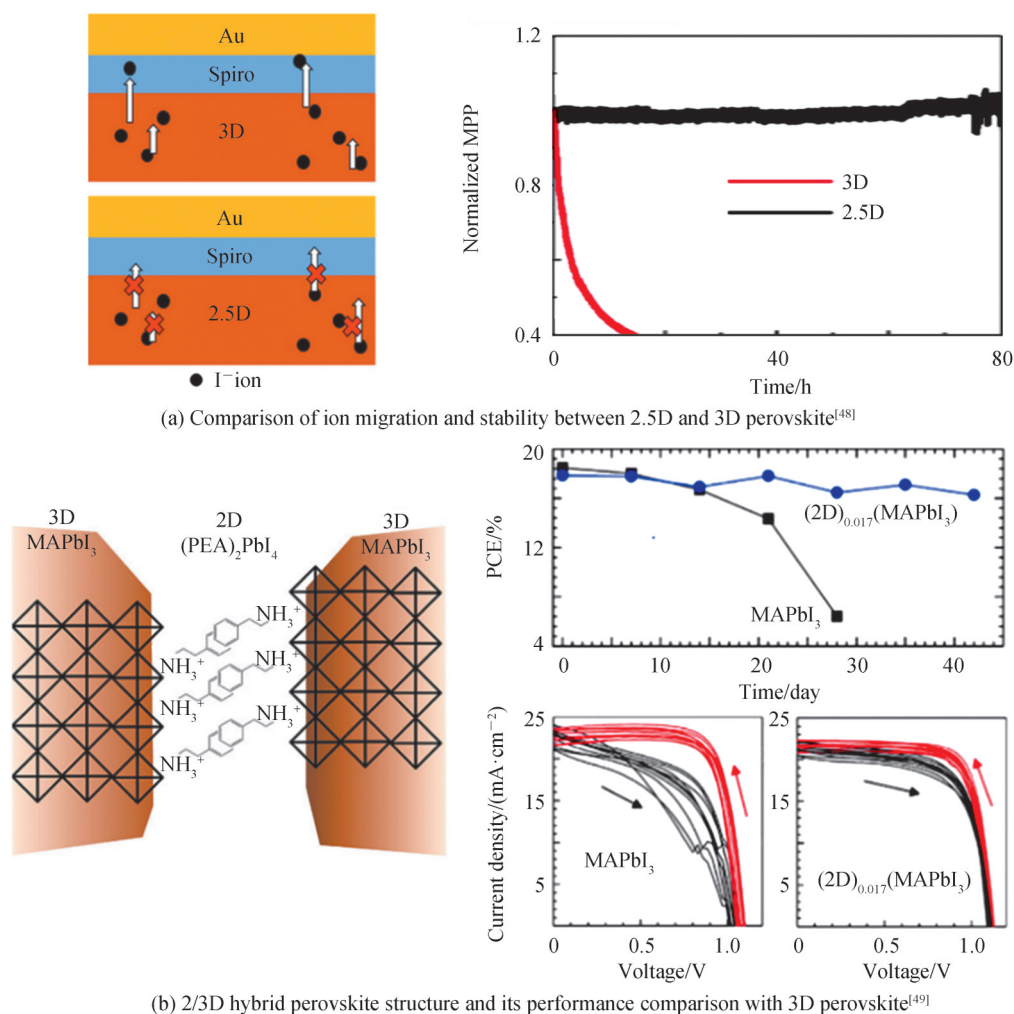 Au
Spiro
3D
Au
Spiro
2.5D
I⁻ion
1.2
0.8
0.4
Normalized MPP
3D
2.5D
0
40
80
Time/h
(a) Comparison of ion migration and stability between 2.5D and 3D perovskite[48]
3D
MAPbI₃
2D
(PEA)₂PbI₄
3D
MAPbI₃
NH₃⁺
NH₃⁺
NH₃⁺
NH₃⁺
NH₃⁺
NH₃⁺
20
12
4
PCE/%
(2D)₀.₀₁₇(MAPbI₃)
MAPbI₃
0
10
20
30
40
Time/day
25
15
5
Current density/(mA·cm⁻²)
MAPbI₃
0
0.5
1.0
Voltage/V
25
15
5
(2D)₀.₀₁₇(MAPbI₃)
0
0.5
1.0
Voltage/V
(b) 2/3D hybrid perovskite structure and its performance comparison with 3D perovskite[49]